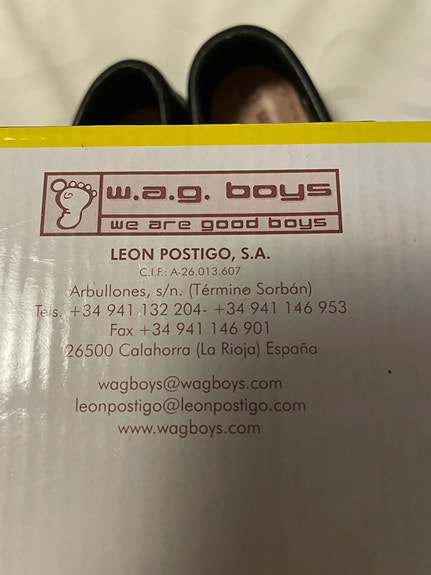 w.a.g. boys
we are good boys
LEON POSTIGO, S.A.
C.I.F.: A-26.013.607
Arbullones, s/n. (Término Sorbán)
Tels. +34 941 132 204- +34 941 146 953
Fax +34 941 146 901
26500 Calahorra (La Rioja) España
wagboys@wagboys.com
leonpostigo@leonpostigo.com
www.wagboys.com